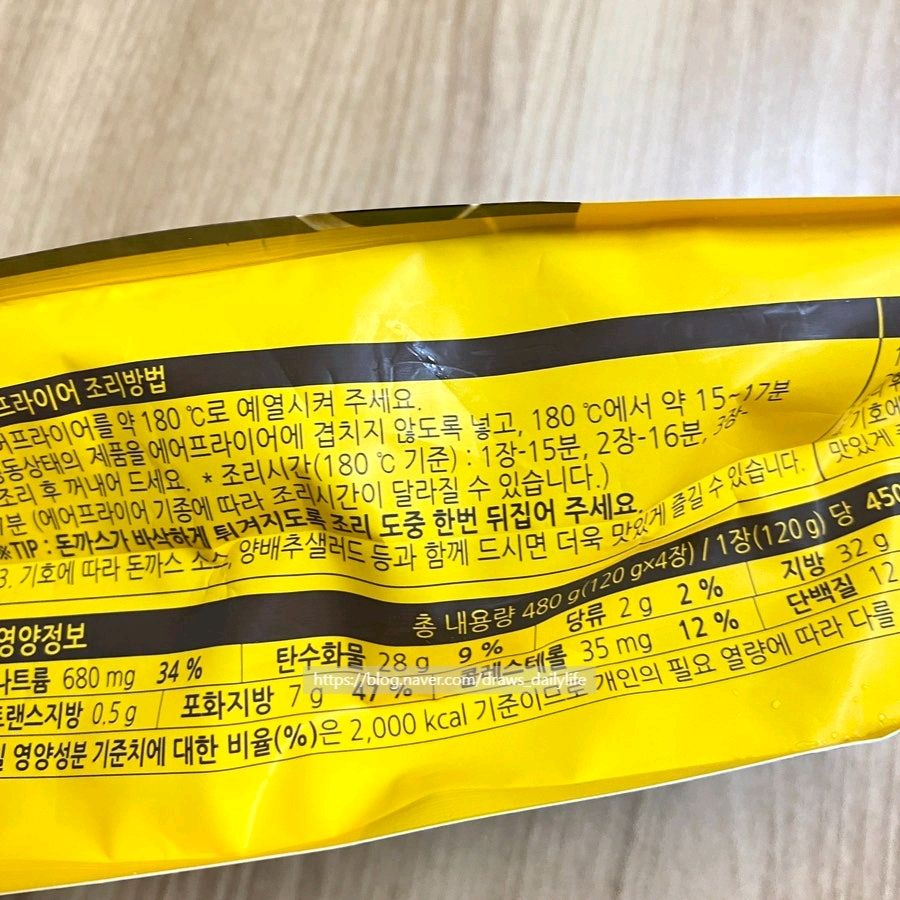 프라이어 조리방법
어프라이어를 약 180 ℃로 예열시켜 주세요.
동상태의 제품을 에어프라이어에 겹치지 않도록 넣고, 180 ℃에서 약 15~17분
조리 후 꺼내어 드세요. * 조리시간(180 ℃ 기준) : 1장-15분, 2장-16분, 3장-
분 (에어프라이어 기종에 따라 조리시간이 달라질 수 있습니다.)
※TIP : 돈까스가 바삭하게 튀겨지도록 조리 도중 한번 뒤집어 주세요.
3. 기호에 따라 돈까스 소스, 양배추샐러드 등과 함께 드시면 더욱 맛있게 즐길 수 있습니다.
기호에
맛있게
영양정보
총 내용량 480 g(120 g×4장) / 1장(120 g) 당 450
나트륨 680 mg 34 % 탄수화물 28 g 9 % 당류 2 g 2 % 지방 32 g
트랜스지방 0.5 g 포화지방 7 g 47 % 콜레스테롤 35 mg 12 % 단백질 12
일 영양성분 기준치에 대한 비율(%)은 2,000 kcal 기준이므로 개인의 필요 열량에 따라 다를
https://blog.naver.com/draws_dailylife